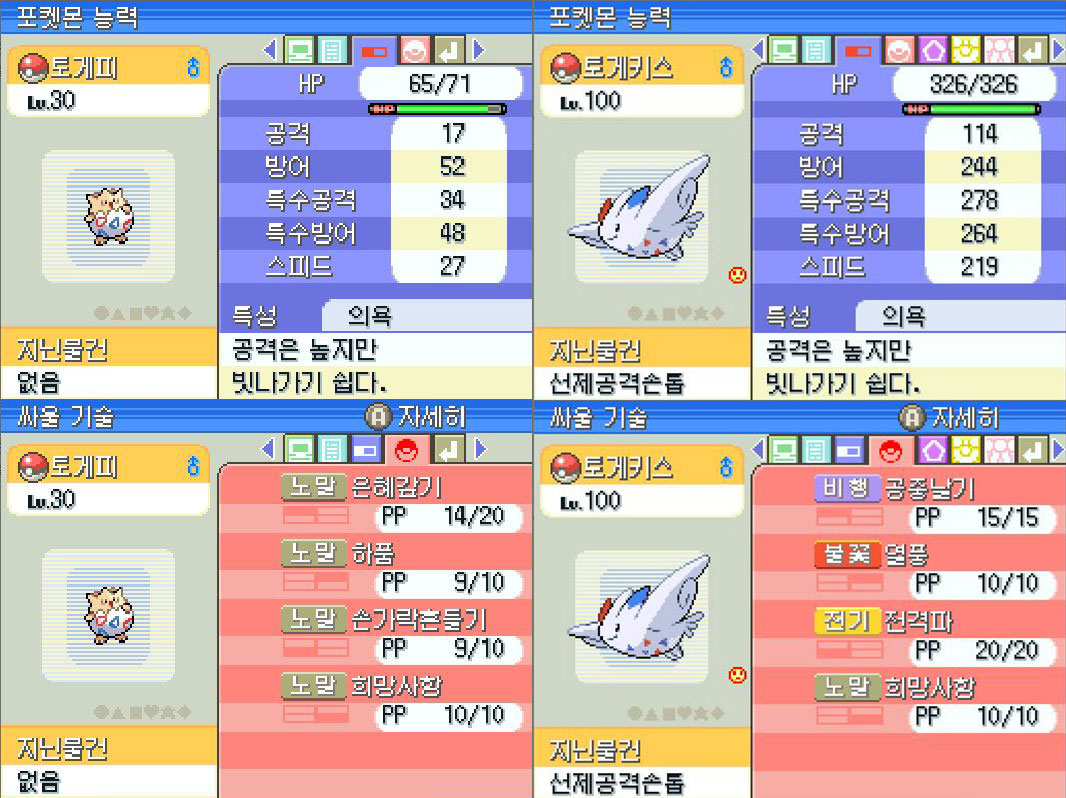 포켓몬 능력
토게피 ♂
Lv.30
HP 65/71
공격 17
방어 52
특수공격 34
특수방어 48
스피드 27
특성 의욕
공격은 높지만
빗나가기 쉽다.
지닌물건
없음
포켓몬 능력
토게키스 ♂
Lv.100
HP 326/326
공격 114
방어 244
특수공격 278
특수방어 264
스피드 219
특성 의욕
공격은 높지만
빗나가기 쉽다.
지닌물건
선제공격손톱
싸울 기술 A 자세히
토게피 ♂
Lv.30
노말 은혜갚기
PP 14/20
노말 하품
PP 9/10
노말 손가락흔들기
PP 9/10
노말 희망사항
PP 10/10
지닌물건
없음
싸울 기술 A 자세히
토게키스 ♂
Lv.100
비행 공중날기
PP 15/15
불꽃 열풍
PP 10/10
전기 전격파
PP 20/20
노말 희망사항
PP 10/10
지닌물건
선제공격손톱